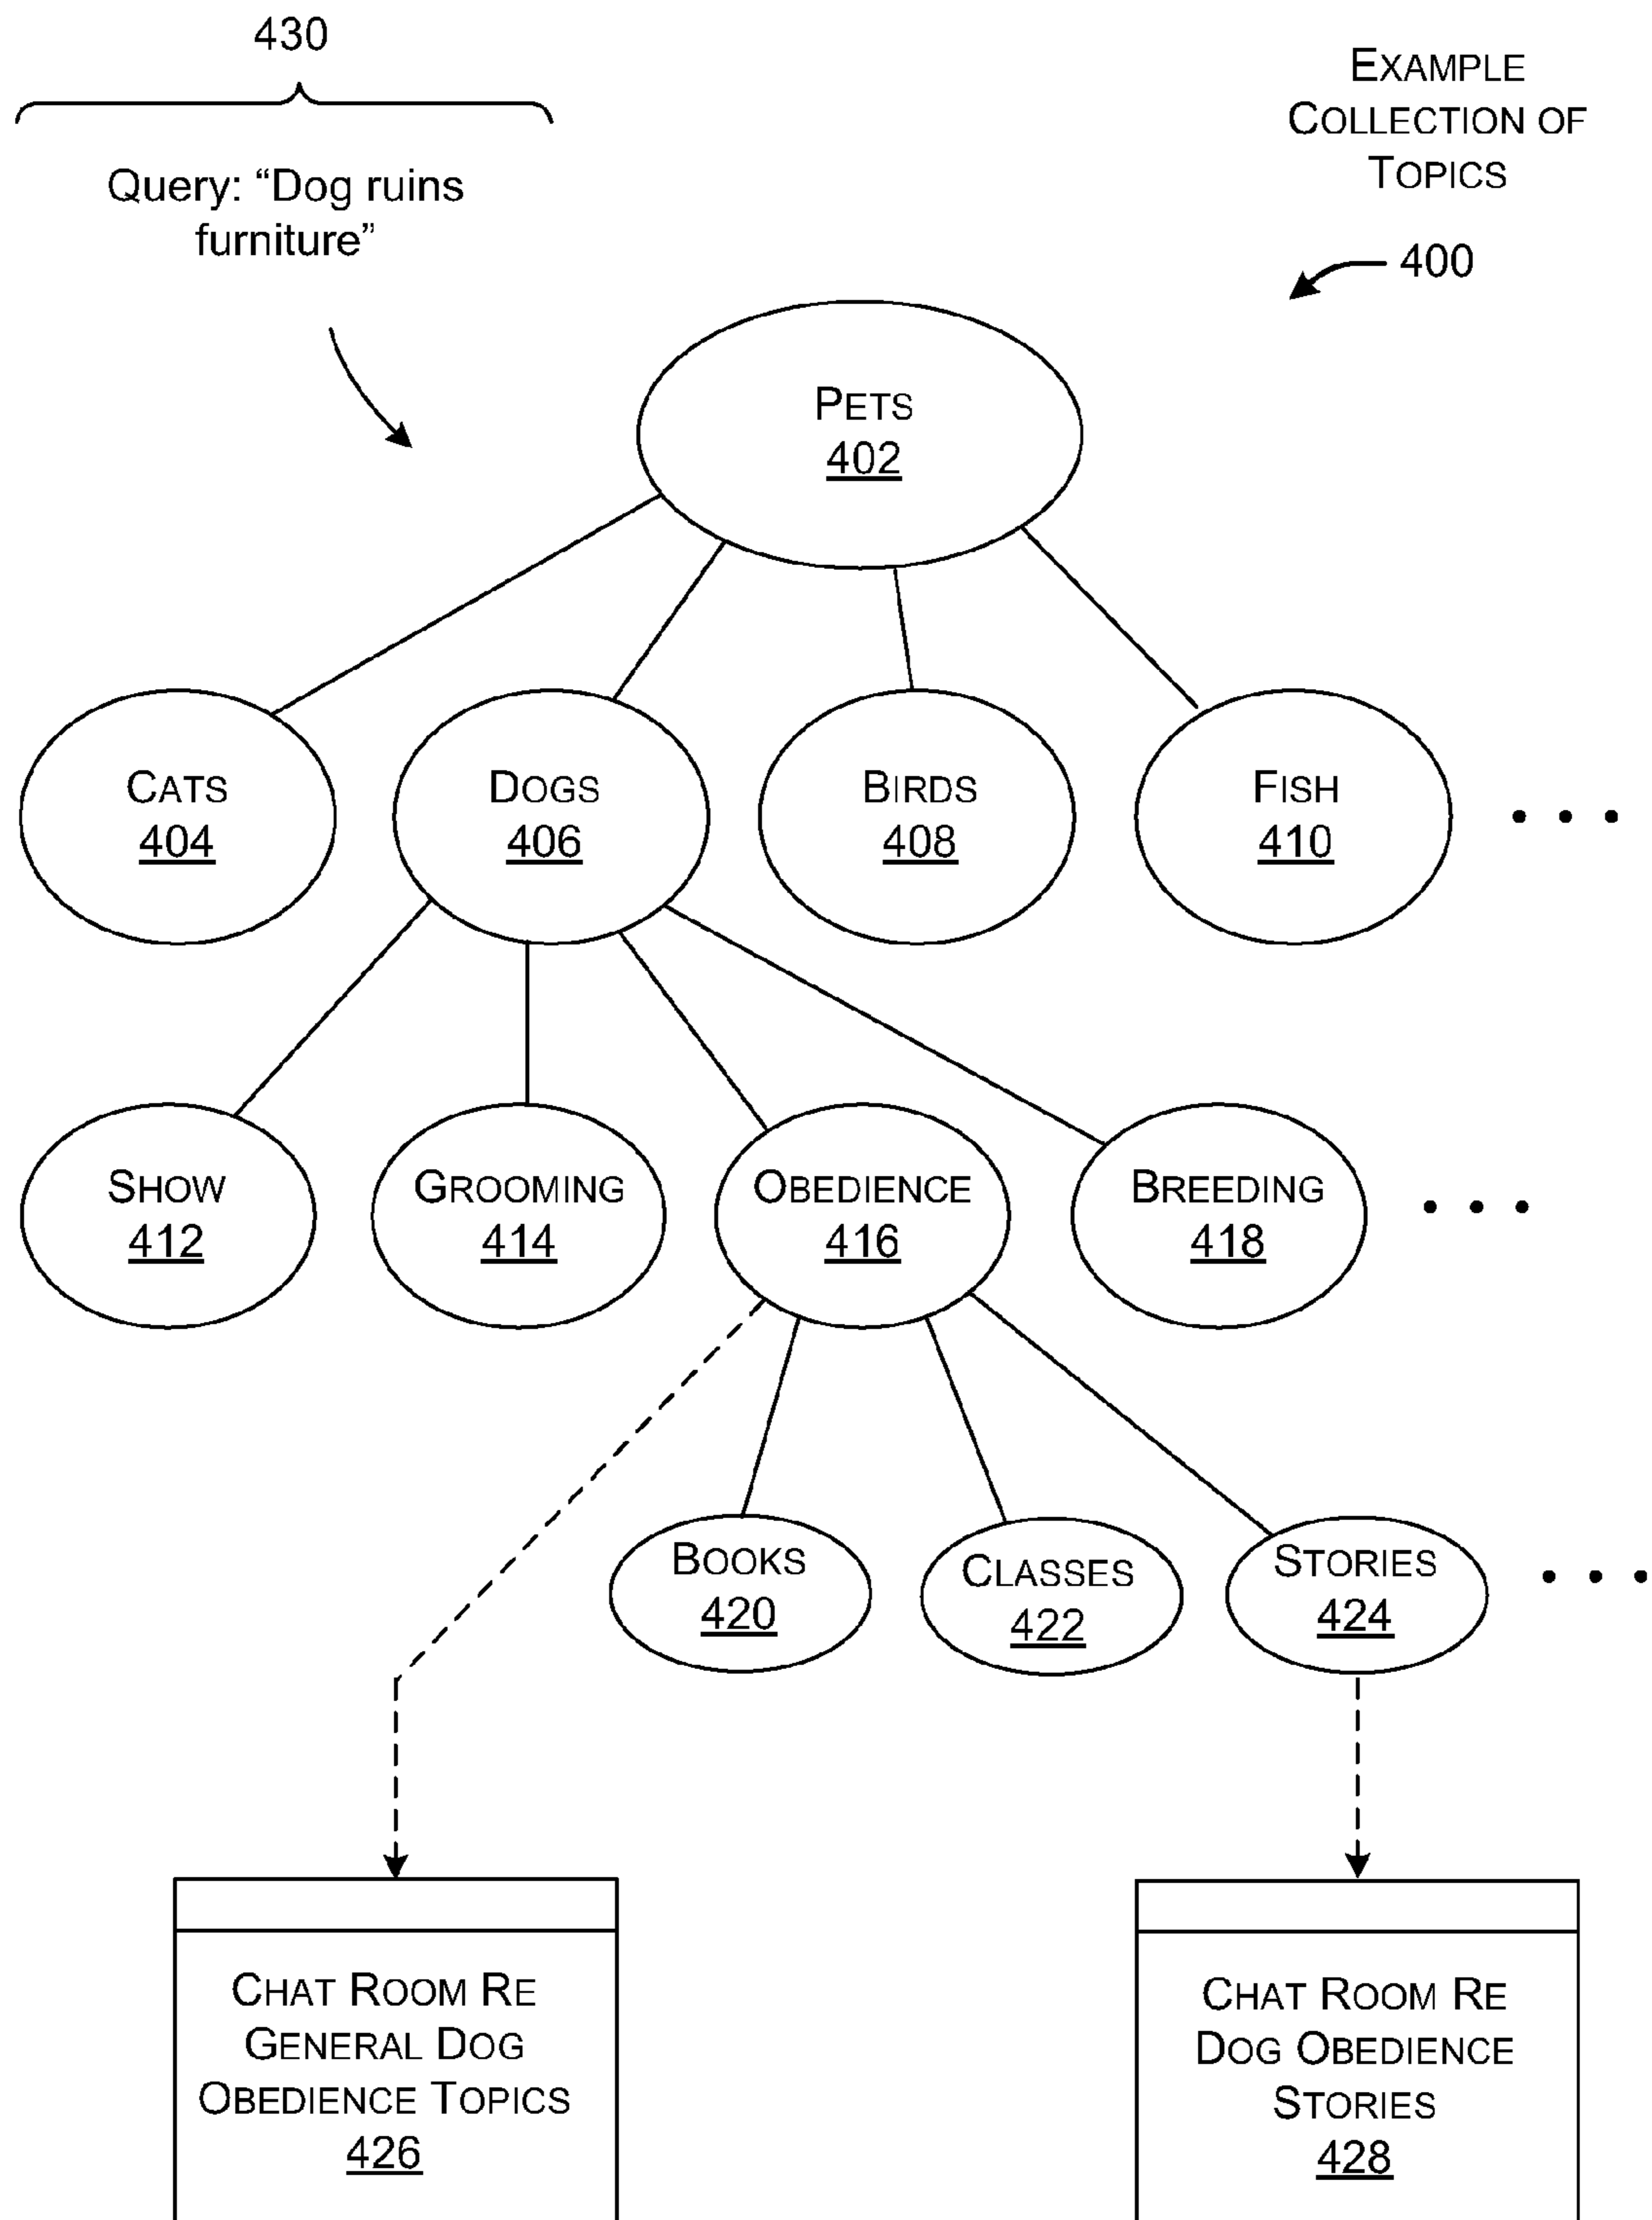 430
Query: “Dog ruins
furniture”
EXAMPLE
COLLECTION OF
TOPICS
400
PETS
402
CATS
404
DOGS
406
BIRDS
408
FISH
410
SHOW
412
GROOMING
414
OBEDIENCE
416
BREEDING
418
BOOKS
420
CLASSES
422
STORIES
424
CHAT ROOM RE
GENERAL DOG
OBEDIENCE TOPICS
426
CHAT ROOM RE
DOG OBEDIENCE
STORIES
428